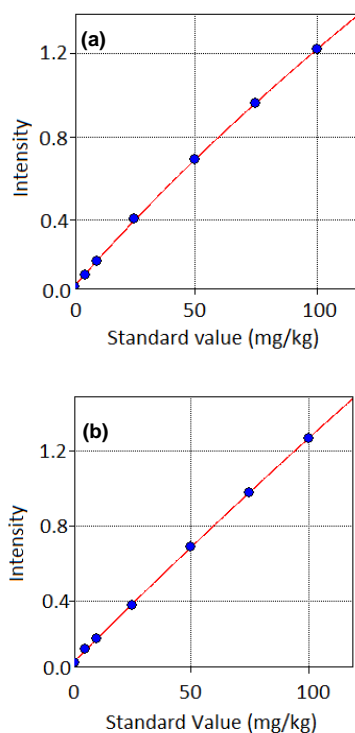 (a)
Intensity
1.2
0.8
0.4
0.0
0
50
100
Standard value (mg/kg)
(b)
Intensity
1.2
0.8
0.4
0.0
0
50
100
Standard Value (mg/kg)